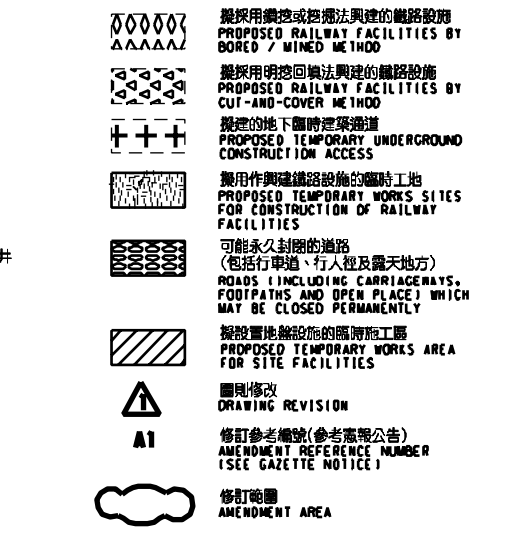 擬採用鑽挖或挖掘法興建的鐵路設施
PROPOSED RAILWAY FACILITIES BY
BORED / MINED METHOD
擬採用明挖回填法興建的鐵路設施
PROPOSED RAILWAY FACILITIES BY
CUT-AND-COVER METHOD
擬建的地下臨時建築通道
PROPOSED TEMPORARY UNDERGROUND
CONSTRUCTION ACCESS
擬用作興建鐵路設施的臨時工地
PROPOSED TEMPORARY WORKS SITES
FOR CONSTRUCTION OF RAILWAY
FACILITIES
井
可能永久封閉的道路
(包括行車道、行人徑及露天地方)
ROADS (INCLUDING CARRIAGEWAYS,
FOOTPATHS AND OPEN PLACE) WHICH
MAY BE CLOSED PERMANENTLY
擬設置地盤設施的臨時施工區
PROPOSED TEMPORARY WORKS AREA
FOR SITE FACILITIES
1
圖則修改
DRAWING REVISION
A1
修訂參考編號(參考憲報公告)
AMENDMENT REFERENCE NUMBER
(SEE GAZETTE NOTICE)
修訂範圍
AMENDMENT AREA